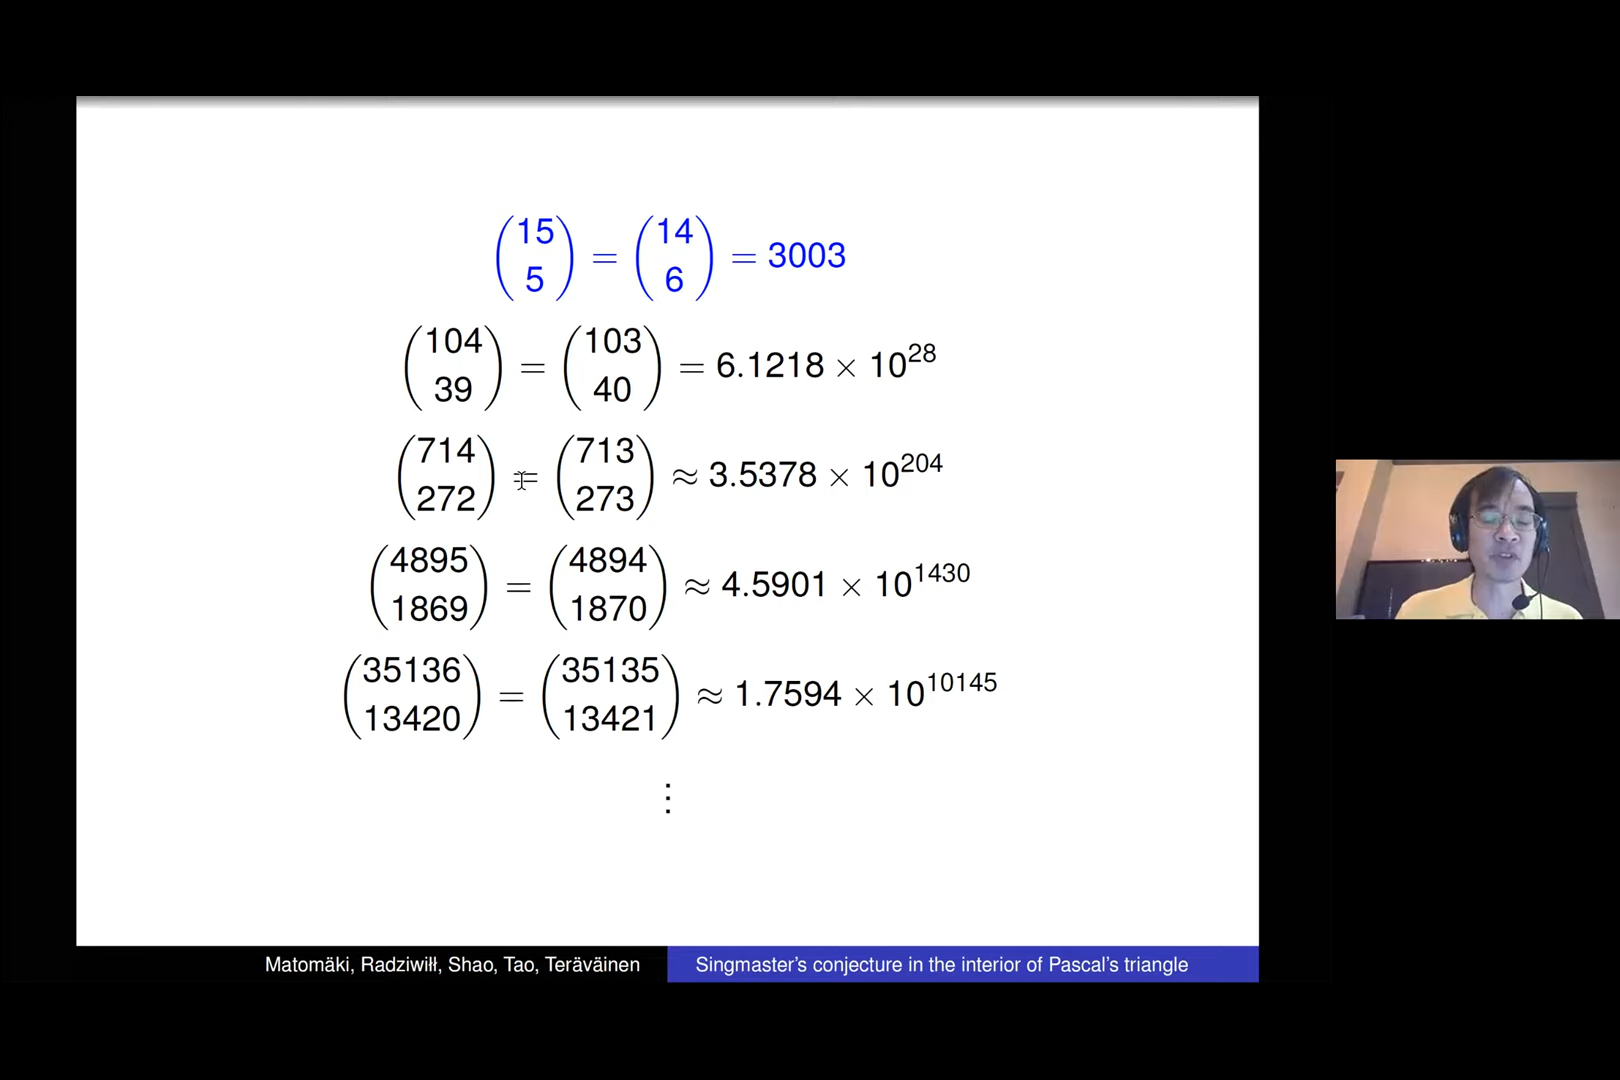 (15 5) = (14 6) = 3003
(104 39) = (103 40) = 6.1218 × 10^28
(714 272) = (713 273) ≈ 3.5378 × 10^204
(4895 1869) = (4894 1870) ≈ 4.5901 × 10^1430
(35136 13420) = (35135 13421) ≈ 1.7594 × 10^10145
⋮
Matomäki, Radziwiłł, Shao, Tao, Teräväinen
Singmaster's conjecture in the interior of Pascal's triangle